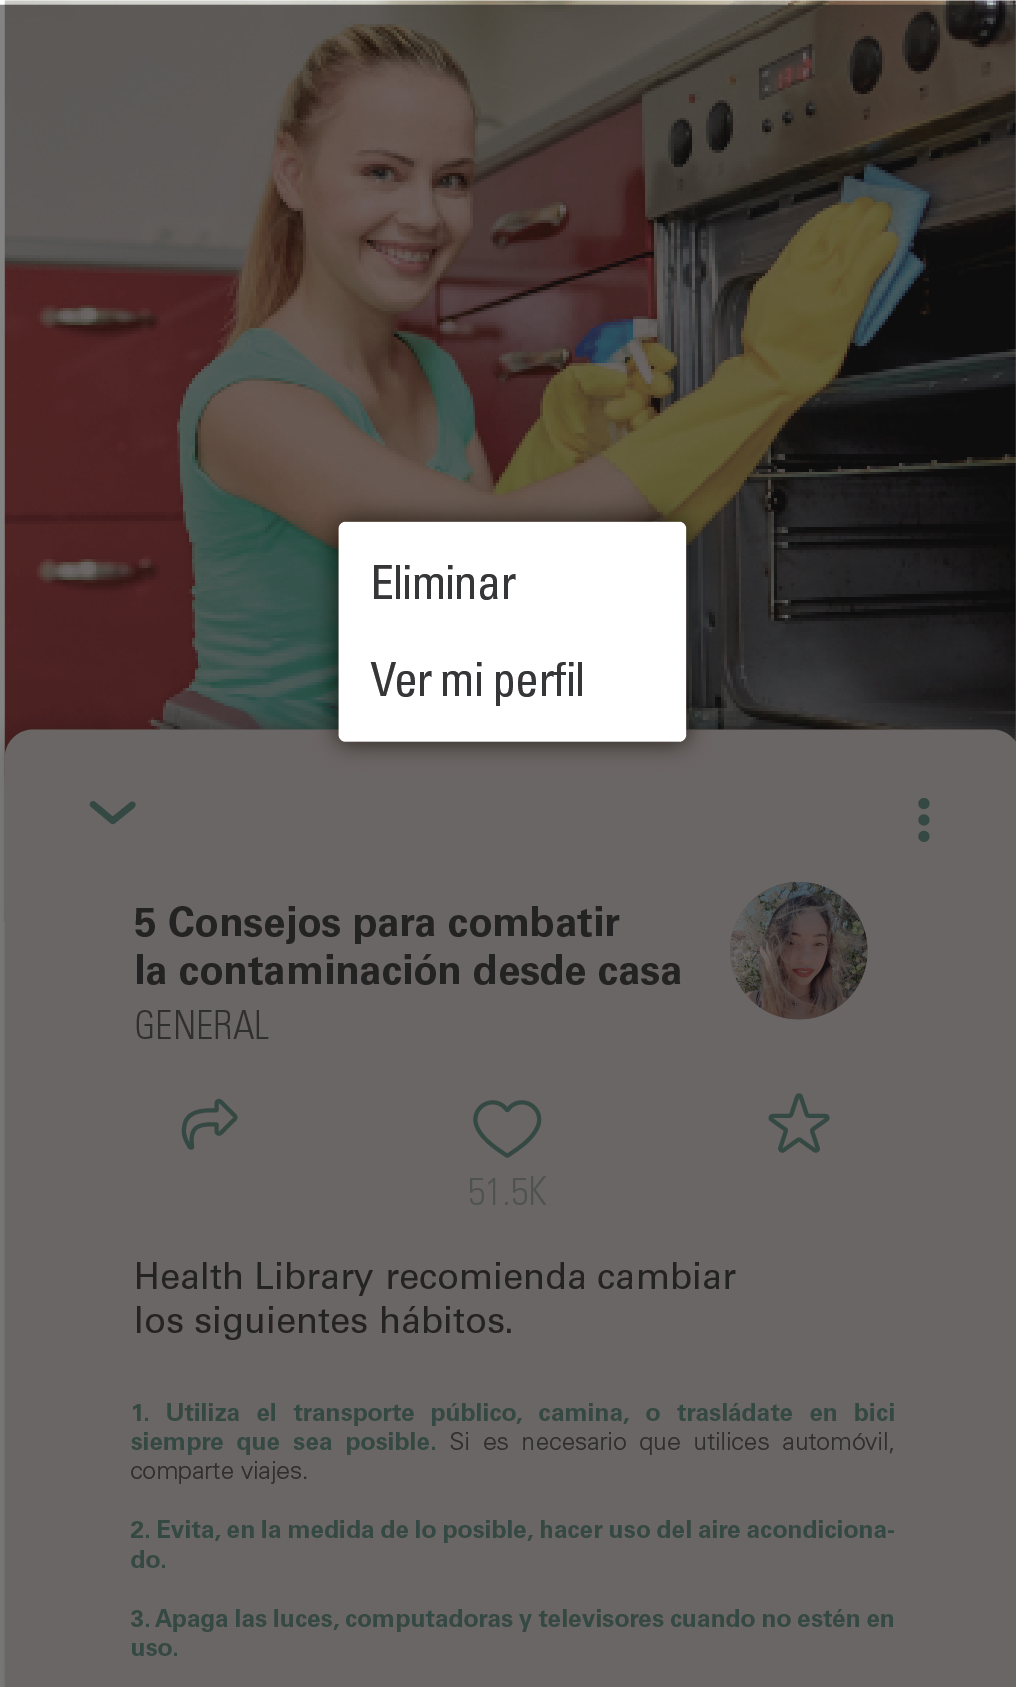 Eliminar
Ver mi perfil
5 Consejos para combatir
la contaminación desde casa
GENERAL
51.5K
Health Library recomienda cambiar
los siguientes hábitos.
1. Utiliza el transporte público, camina, o trasládate en bici
siempre que sea posible. Si es necesario que utilices automóvil,
comparte viajes.
2. Evita, en la medida de lo posible, hacer uso del aire acondiciona-
do.
3. Apaga las luces, computadoras y televisores cuando no estén en
uso.